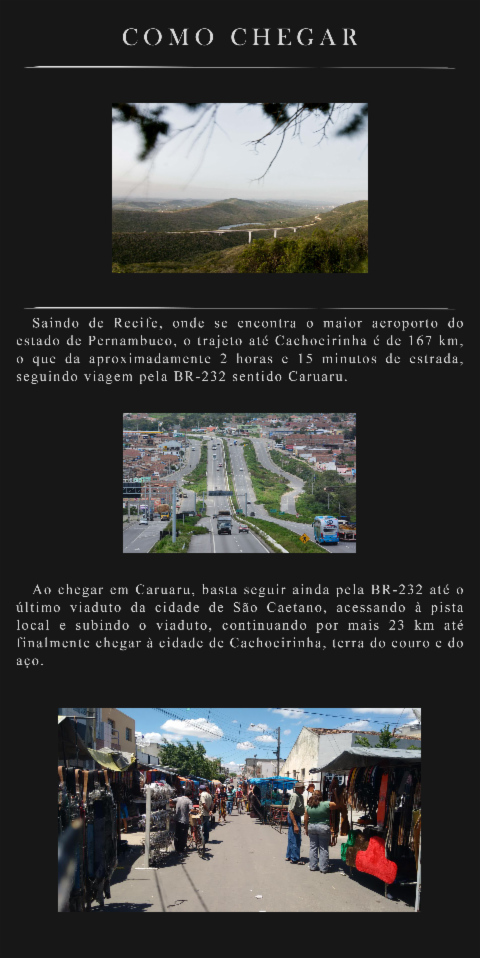 COMO CHEGAR
Saindo de Recife, onde se encontra o maior aeroporto do
estado de Pernambuco, o trajeto até Cachoeirinha é de 167 km,
o que da aproximadamente 2 horas e 15 minutos de estrada,
seguindo viagem pela BR-232 sentido Caruaru.
Ao chegar em Caruaru, basta seguir ainda pela BR-232 até o
último viaduto da cidade de São Caetano, acessando à pista
local e subindo o viaduto, continuando por mais 23 km até
finalmente chegar à cidade de Cachoeirinha, terra do couro e do
aço.